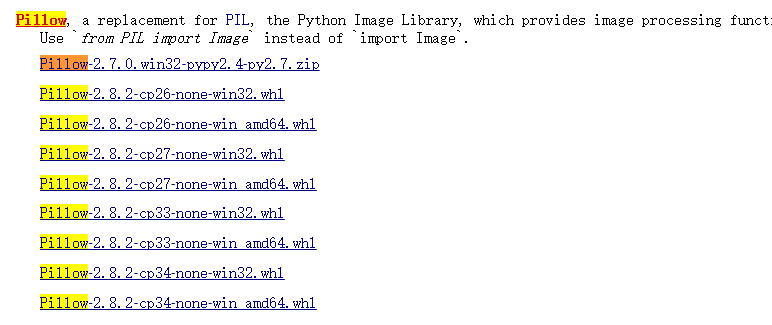 Pillow, a replacement for PIL, the Python Image Library, which provides image processing functi
Use `from PIL import Image` instead of `import Image`.
Pillow-2.7.0.win32-pypy2.4-py2.7.zip
Pillow-2.8.2-cp26-none-win32.whl
Pillow-2.8.2-cp26-none-win_amd64.whl
Pillow-2.8.2-cp27-none-win32.whl
Pillow-2.8.2-cp27-none-win_amd64.whl
Pillow-2.8.2-cp33-none-win32.whl
Pillow-2.8.2-cp33-none-win_amd64.whl
Pillow-2.8.2-cp34-none-win32.whl
Pillow-2.8.2-cp34-none-win_amd64.whl